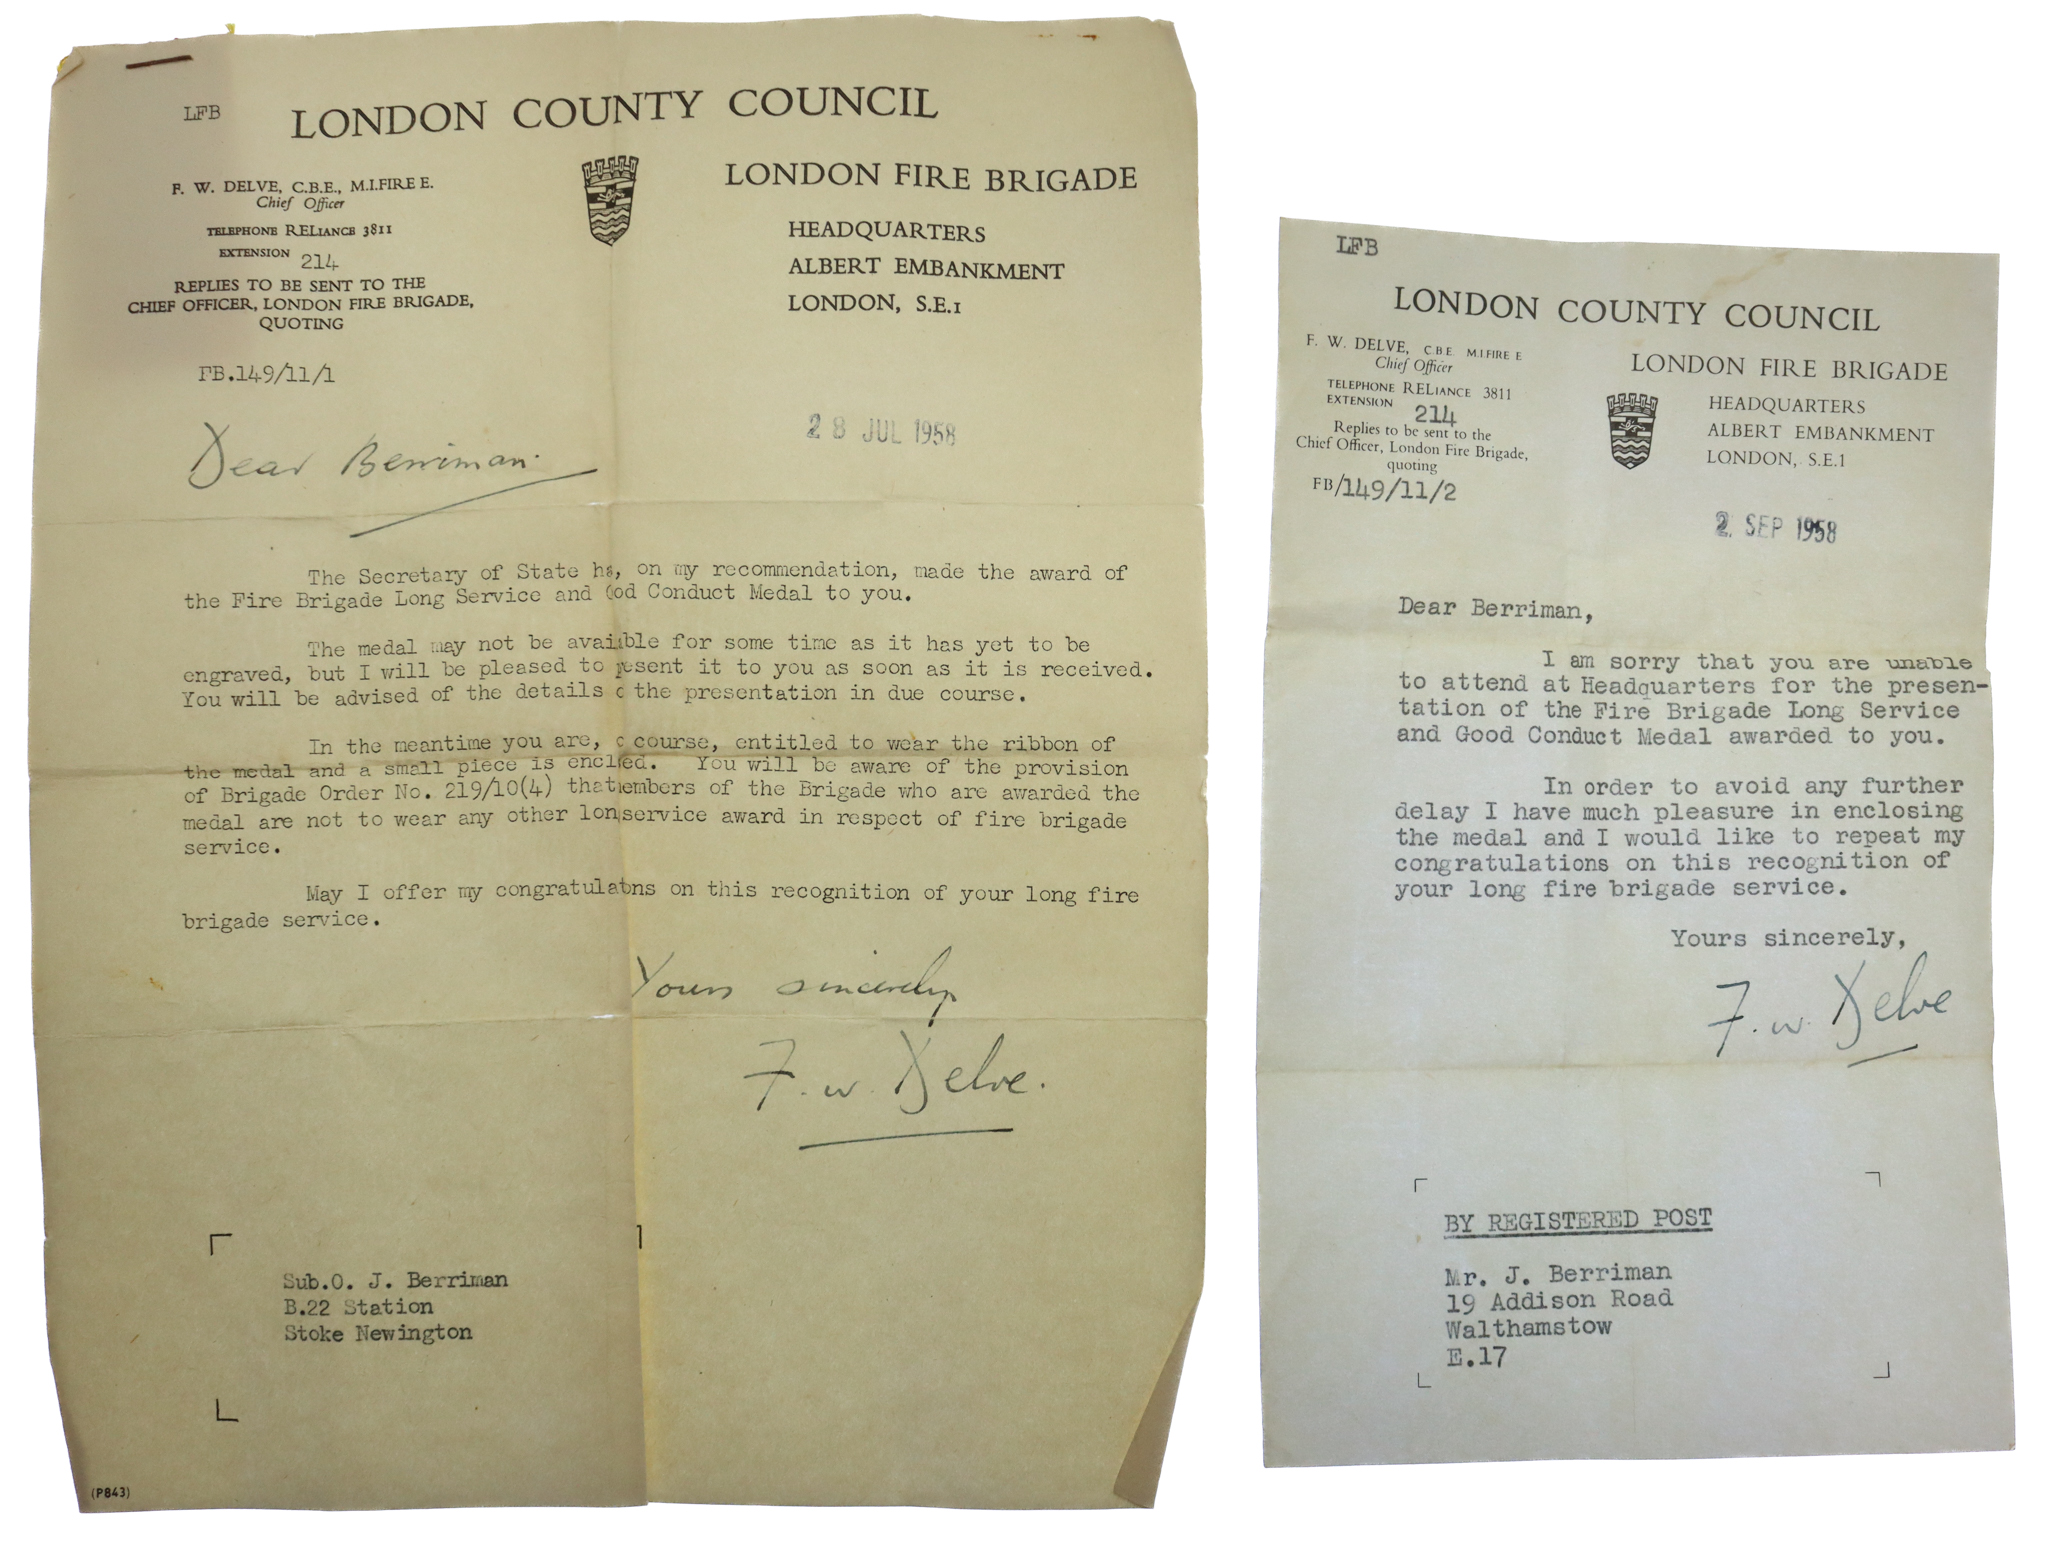 LFB
LONDON COUNTY COUNCIL
F. W. DELVE, C.B.E., M.I.FIRE E.
Chief Officer
TELEPHONE RELIANCE 3811
EXTENSION 214
REPLIES TO BE SENT TO THE
CHIEF OFFICER, LONDON FIRE BRIGADE,
QUOTING
FB.149/11/1
LONDON FIRE BRIGADE
HEADQUARTERS
ALBERT EMBANKMENT
LONDON, S.E.1
28 JUL 1958
Dear Berriman.
The Secretary of State , on my recommendation, made the award of
the Fire Brigade Long Service and Conduct Medal to you.
The medal may not be for some time as it has yet to be
engraved, but I will be pleased to it to you as soon as it is received.
You will be advised of the details the presentation in due course.
In the meantime you are, course, entitled to wear the ribbon of
the medal and a small piece is You will be aware of the provision
of Brigade Order No. 219/10(4) that of the Brigade who are awarded the
medal are not to wear any other service award in respect of fire brigade
service.
May I offer my on this recognition of your long fire
brigade service.
Yours sincerely
F. W. Delve.
Sub.O. J. Berriman
B.22 Station
Stoke Newington
(P843)
LFB
LONDON COUNTY COUNCIL
F. W. DELVE, C.B.E. M.I.FIRE E
Chief Officer
TELEPHONE RELIANCE 3811
EXTENSION 214
Replies to be sent to the
Chief Officer, London Fire Brigade,
quoting
FB/149/11/2
LONDON FIRE BRIGADE
HEADQUARTERS
ALBERT EMBANKMENT
LONDON, S.E.1
2 SEP 1958
Dear Berriman,
I am sorry that you are unable
to attend at Headquarters for the presen-
tation of the Fire Brigade Long Service
and Good Conduct Medal awarded to you.
In order to avoid any further
delay I have much pleasure in enclosing
the medal and I would like to repeat my
congratulations on this recognition of
your long fire brigade service.
Yours sincerely,
F. W. Delve
BY REGISTERED POST
Mr. J. Berriman
19 Addison Road
Walthamstow
E.17